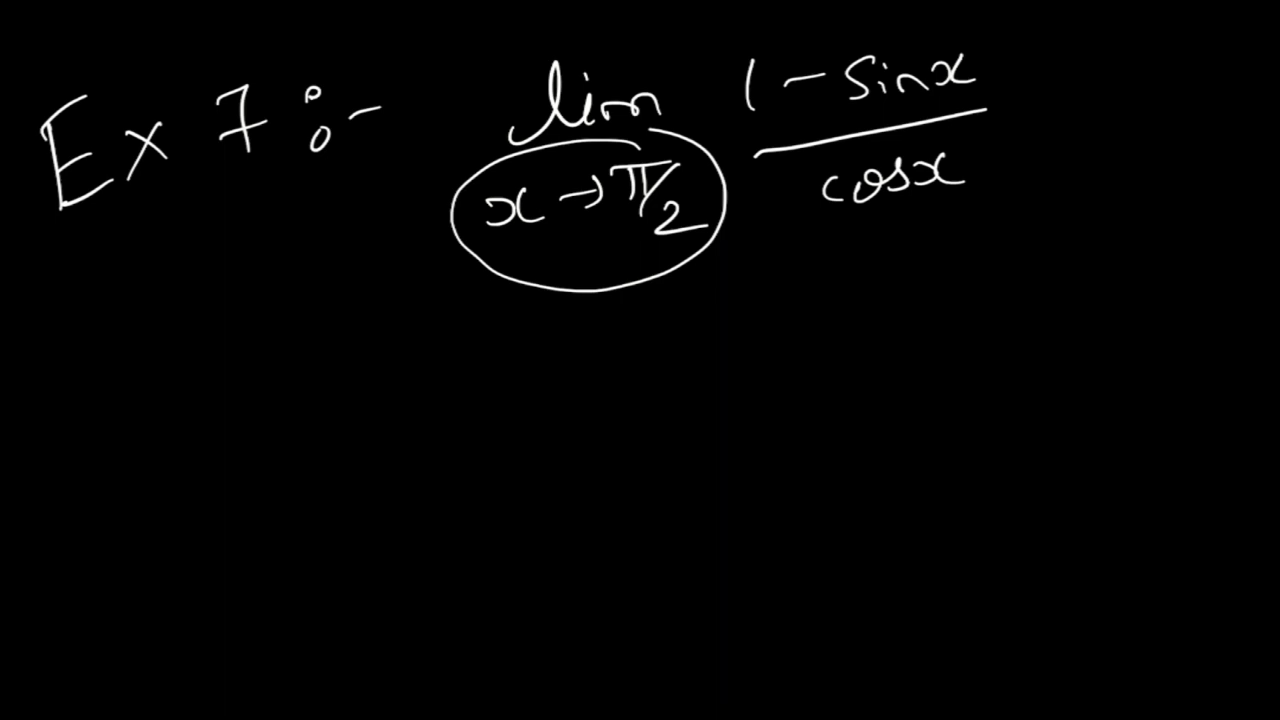 Ex 7 :- lim x→π/2 1 - sinx / cosx